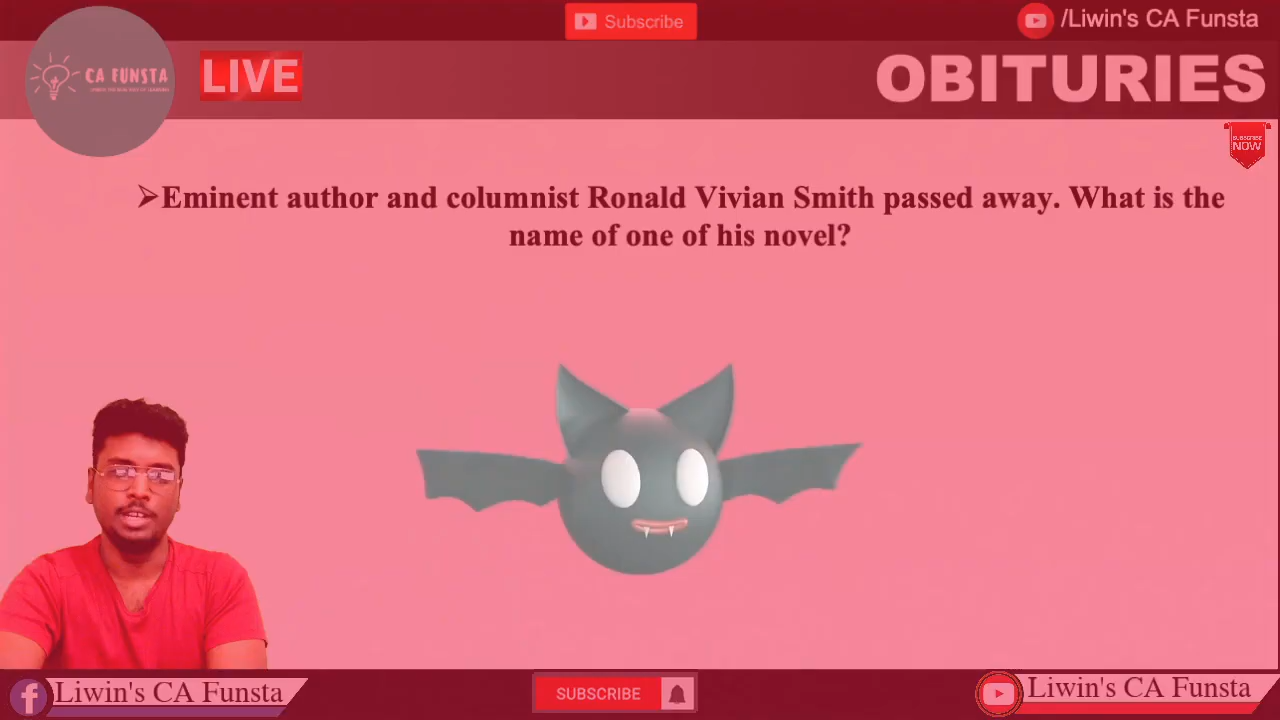 Subscribe
/Liwin's CA Funsta
CA FUNSTA
LIVE
OBITURIES
SUBSCRIBE
NOW
➢Eminent author and columnist Ronald Vivian Smith passed away. What is the
name of one of his novel?
Liwin's CA Funsta
SUBSCRIBE
Liwin's CA Funsta